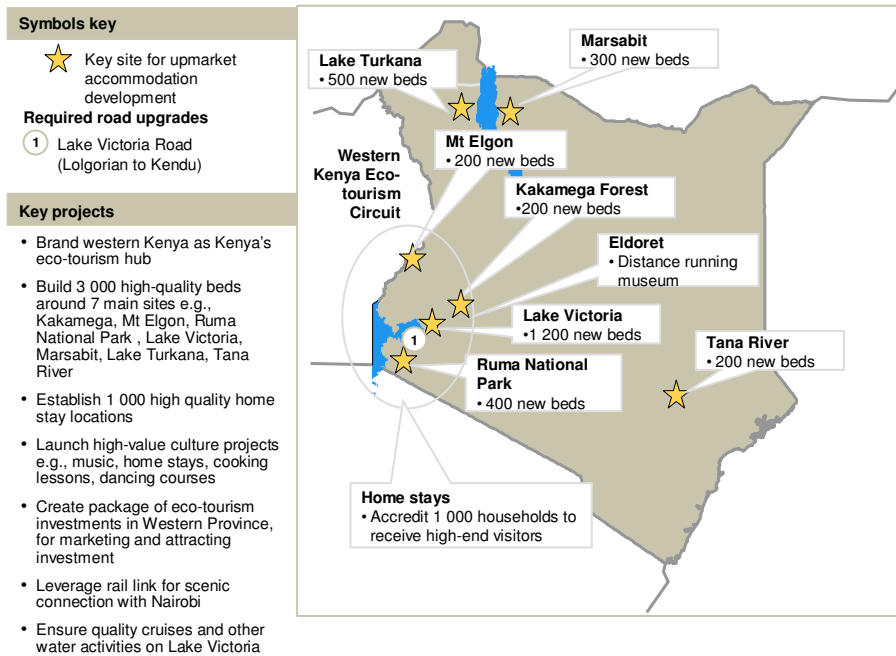 Symbols key
Key site for upmarket
accommodation
development
Required road upgrades
1 Lake Victoria Road
(Lolgorian to Kendu)
Key projects
• Brand western Kenya as Kenya's
eco-tourism hub
• Build 3 000 high-quality beds
around 7 main sites e.g.,
Kakamega, Mt Elgon, Ruma
National Park , Lake Victoria,
Marsabit, Lake Turkana, Tana
River
• Establish 1 000 high quality home
stay locations
• Launch high-value culture projects
e.g., music, home stays, cooking
lessons, dancing courses
• Create package of eco-tourism
investments in Western Province,
for marketing and attracting
investment
• Leverage rail link for scenic
connection with Nairobi
• Ensure quality cruises and other
water activities on Lake Victoria
Lake Turkana
• 500 new beds
Marsabit
• 300 new beds
Mt Elgon
• 200 new beds
Western
Kenya Eco-
tourism
Circuit
Kakamega Forest
•200 new beds
Eldoret
• Distance running
museum
Lake Victoria
•1 200 new beds
1
Ruma National
Park
• 400 new beds
Tana River
• 200 new beds
Home stays
• Accredit 1 000 households to
receive high-end visitors